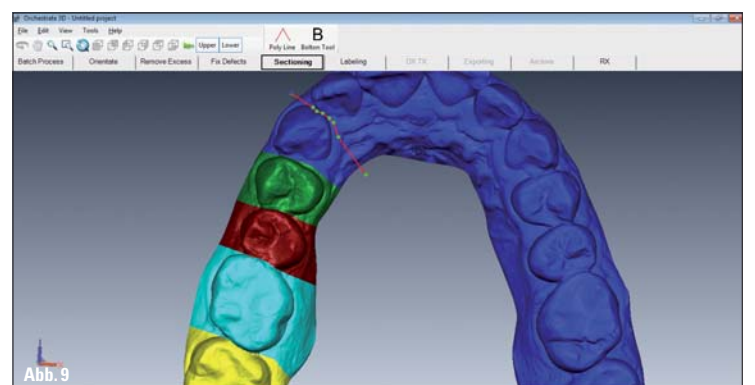 Orchestrate 3D - Untitled project
File Edit View Tools Help
Upper Lower
Poly Line
B
Bottom Tool
Batch Process Orientate Remove Excess Fix Defects Sectioning Labeling DR TX Exporting Archive RX
Abb. 9